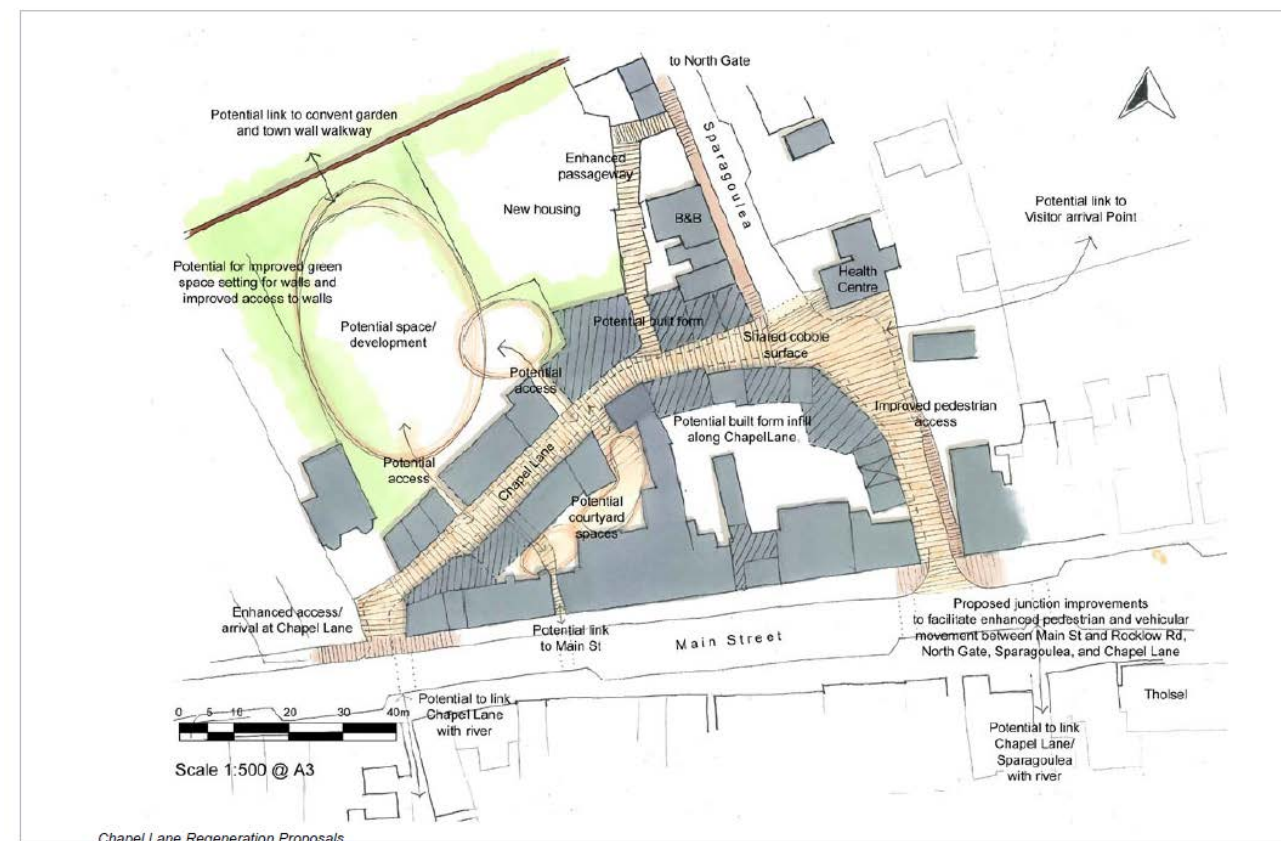 to North Gate
Potential link to convent garden
and town wall walkway
Sparagoulea
Enhanced
passageway
New housing
B&B
Potential link to
Visitor arrival Point
Potential for improved green
space setting for walls and
improved access to walls
Health
Centre
Potential space/
development
Potential built form
Shared cobble
surface
Potential
access
Improved pedestrian
access
Potential built form infill
along ChapelLane,
Potential
access
Chapel Lane
Potential
courtyard
spaces
Enhanced access/
arrival at Chapel Lane
Potential link
to Main St
Main Street
Proposed junction improvements
to facilitate enhanced pedestrian and vehicular
movement between Main St and Rocklow Rd,
North Gate, Sparagoulea, and Chapel Lane
Tholsel
Potential to link
Chapel Lane
with river
Potential to link
Chapel Lane/
Sparagoulea
with river
0 5 10 20 30 40m
Scale 1:500 @ A3
Chapel Lane Regeneration Proposals